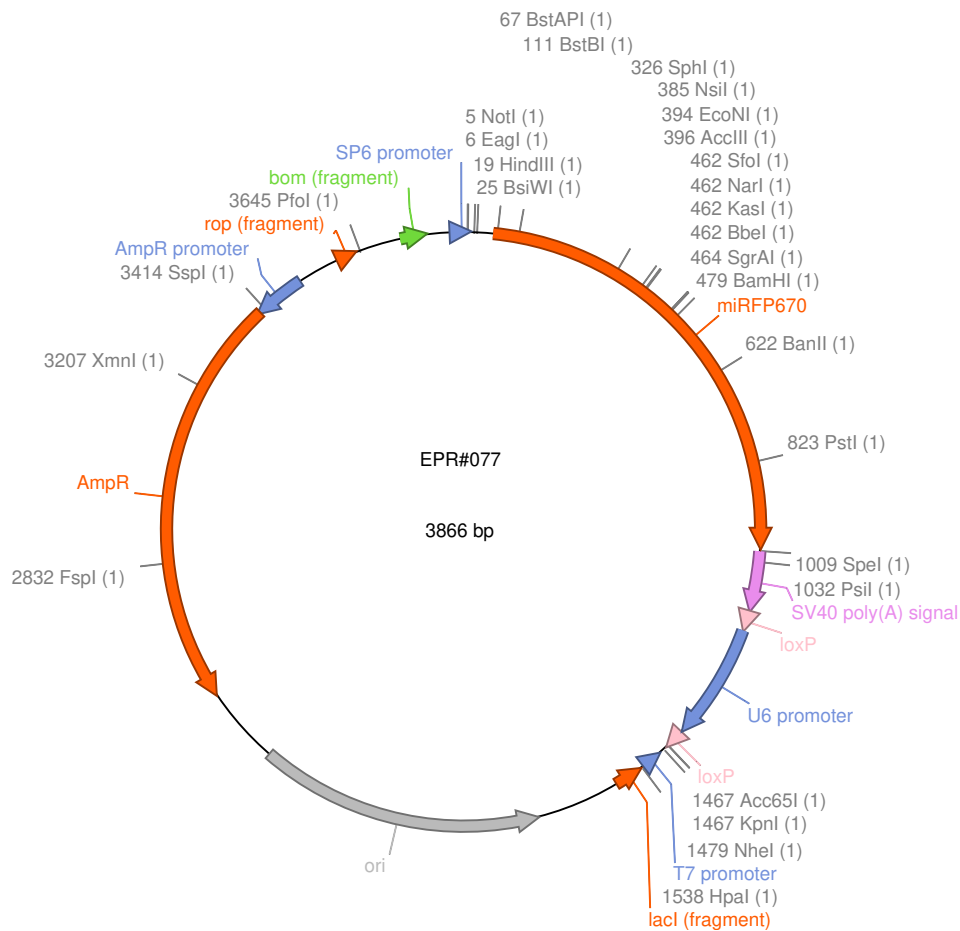 67 BstAPI (1)
111 BstBI (1)
326 SphI (1)
385 NsiI (1)
394 EcoNI (1)
396 AccIII (1)
462 SfoI (1)
462 NarI (1)
462 KasI (1)
462 BbeI (1)
464 SgrAI (1)
479 BamHI (1)
miRFP670
622 BanII (1)
823 PstI (1)
1009 SpeI (1)
1032 PsiI (1)
SV40 poly(A) signal
loxP
U6 promoter
loxP
1467 Acc65I (1)
1467 KpnI (1)
1479 NheI (1)
T7 promoter
1538 HpaI (1)
lacI (fragment)
ori
2832 FspI (1)
AmpR
3207 XmnI (1)
3414 SspI (1)
AmpR promoter
rop (fragment)
3645 PfoI (1)
bom (fragment)
SP6 promoter
5 NotI (1)
6 EagI (1)
19 HindIII (1)
25 BsiWI (1)
EPR#077
3866 bp